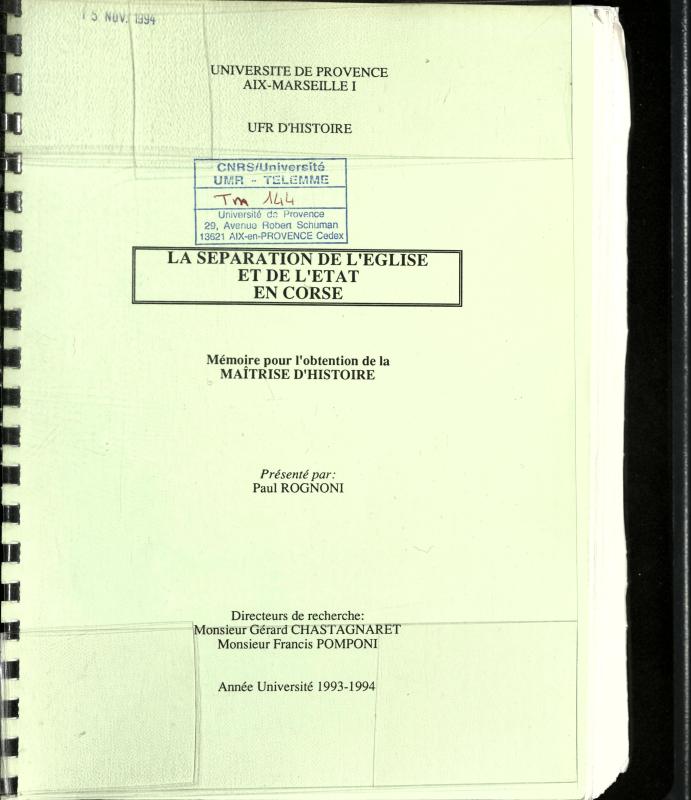 15 NOV. 1994
UNIVERSITE DE PROVENCE
AIX-MARSEILLE I
UFR D'HISTOIRE
CNRS/Université
UMR - TELEMME
Tm 144
Université de Provence
29, Avenue Robert Schuman
13621 AIX-en-PROVENCE Cedex
LA SEPARATION DE L'EGLISE
ET DE L'ETAT
EN CORSE
Mémoire pour l'obtention de la
MAÎTRISE D'HISTOIRE
Présenté par:
Paul ROGNONI
Directeurs de recherche:
Monsieur Gérard CHASTAGNARET
Monsieur Francis POMPONI
Année Université 1993-1994